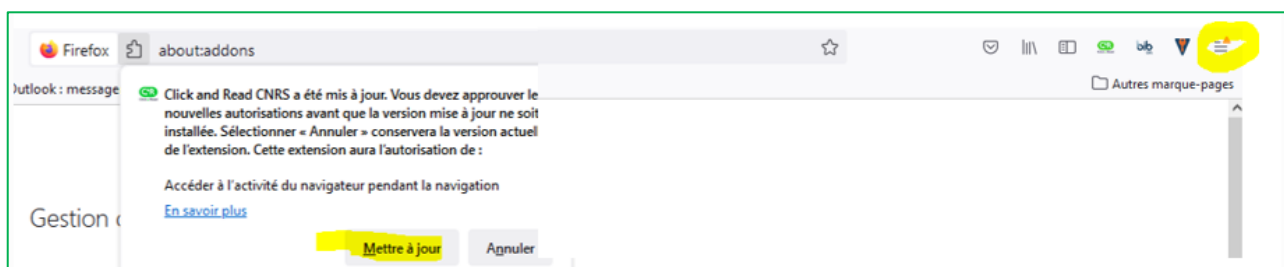 Firefox about:addons
Autres marque-pages
Outlook : message
Click and Read CNRS a été mis à jour. Vous devez approuver le
nouvelles autorisations avant que la version mise à jour ne soit
installée. Sélectionner « Annuler » conservera la version actuel
de l'extension. Cette extension aura l'autorisation de :
Accéder à l'activité du navigateur pendant la navigation
En savoir plus
Gestion
Mettre à jour Annuler